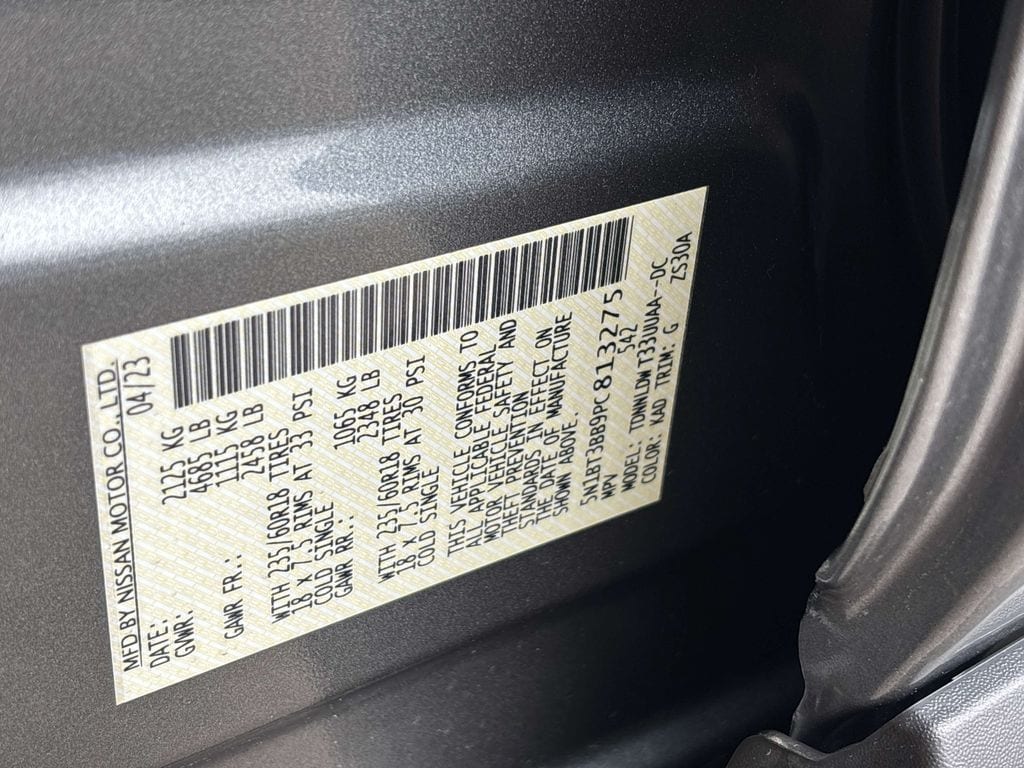 MFD.BY NISSAN MOTOR CO.,LTD.
DATE: 04/23
GVWR: 2125 KG
4685 LB
GAWR FR.: 1115 KG
2458 LB
WITH 235/60R18 TIRES
18 x 7.5 RIMS AT 33 PSI
COLD SINGLE
GAWR RR.: 1065 KG
2348 LB
WITH 235/60R18 TIRES
18 x 7.5 RIMS AT 30 PSI
COLD SINGLE
THIS VEHICLE CONFORMS TO
ALL APPLICABLE FEDERAL
MOTOR VEHICLE SAFETY AND
THEFT PREVENTION
STANDARDS IN EFFECT ON
THE DATE OF MANUFACTURE
SHOWN ABOVE.
5N1BT3BB9PC813275
MPV 542
MODEL: TDNNLDWT33UUAA--DC
COLOR: KAD TRIM: G ZS30A